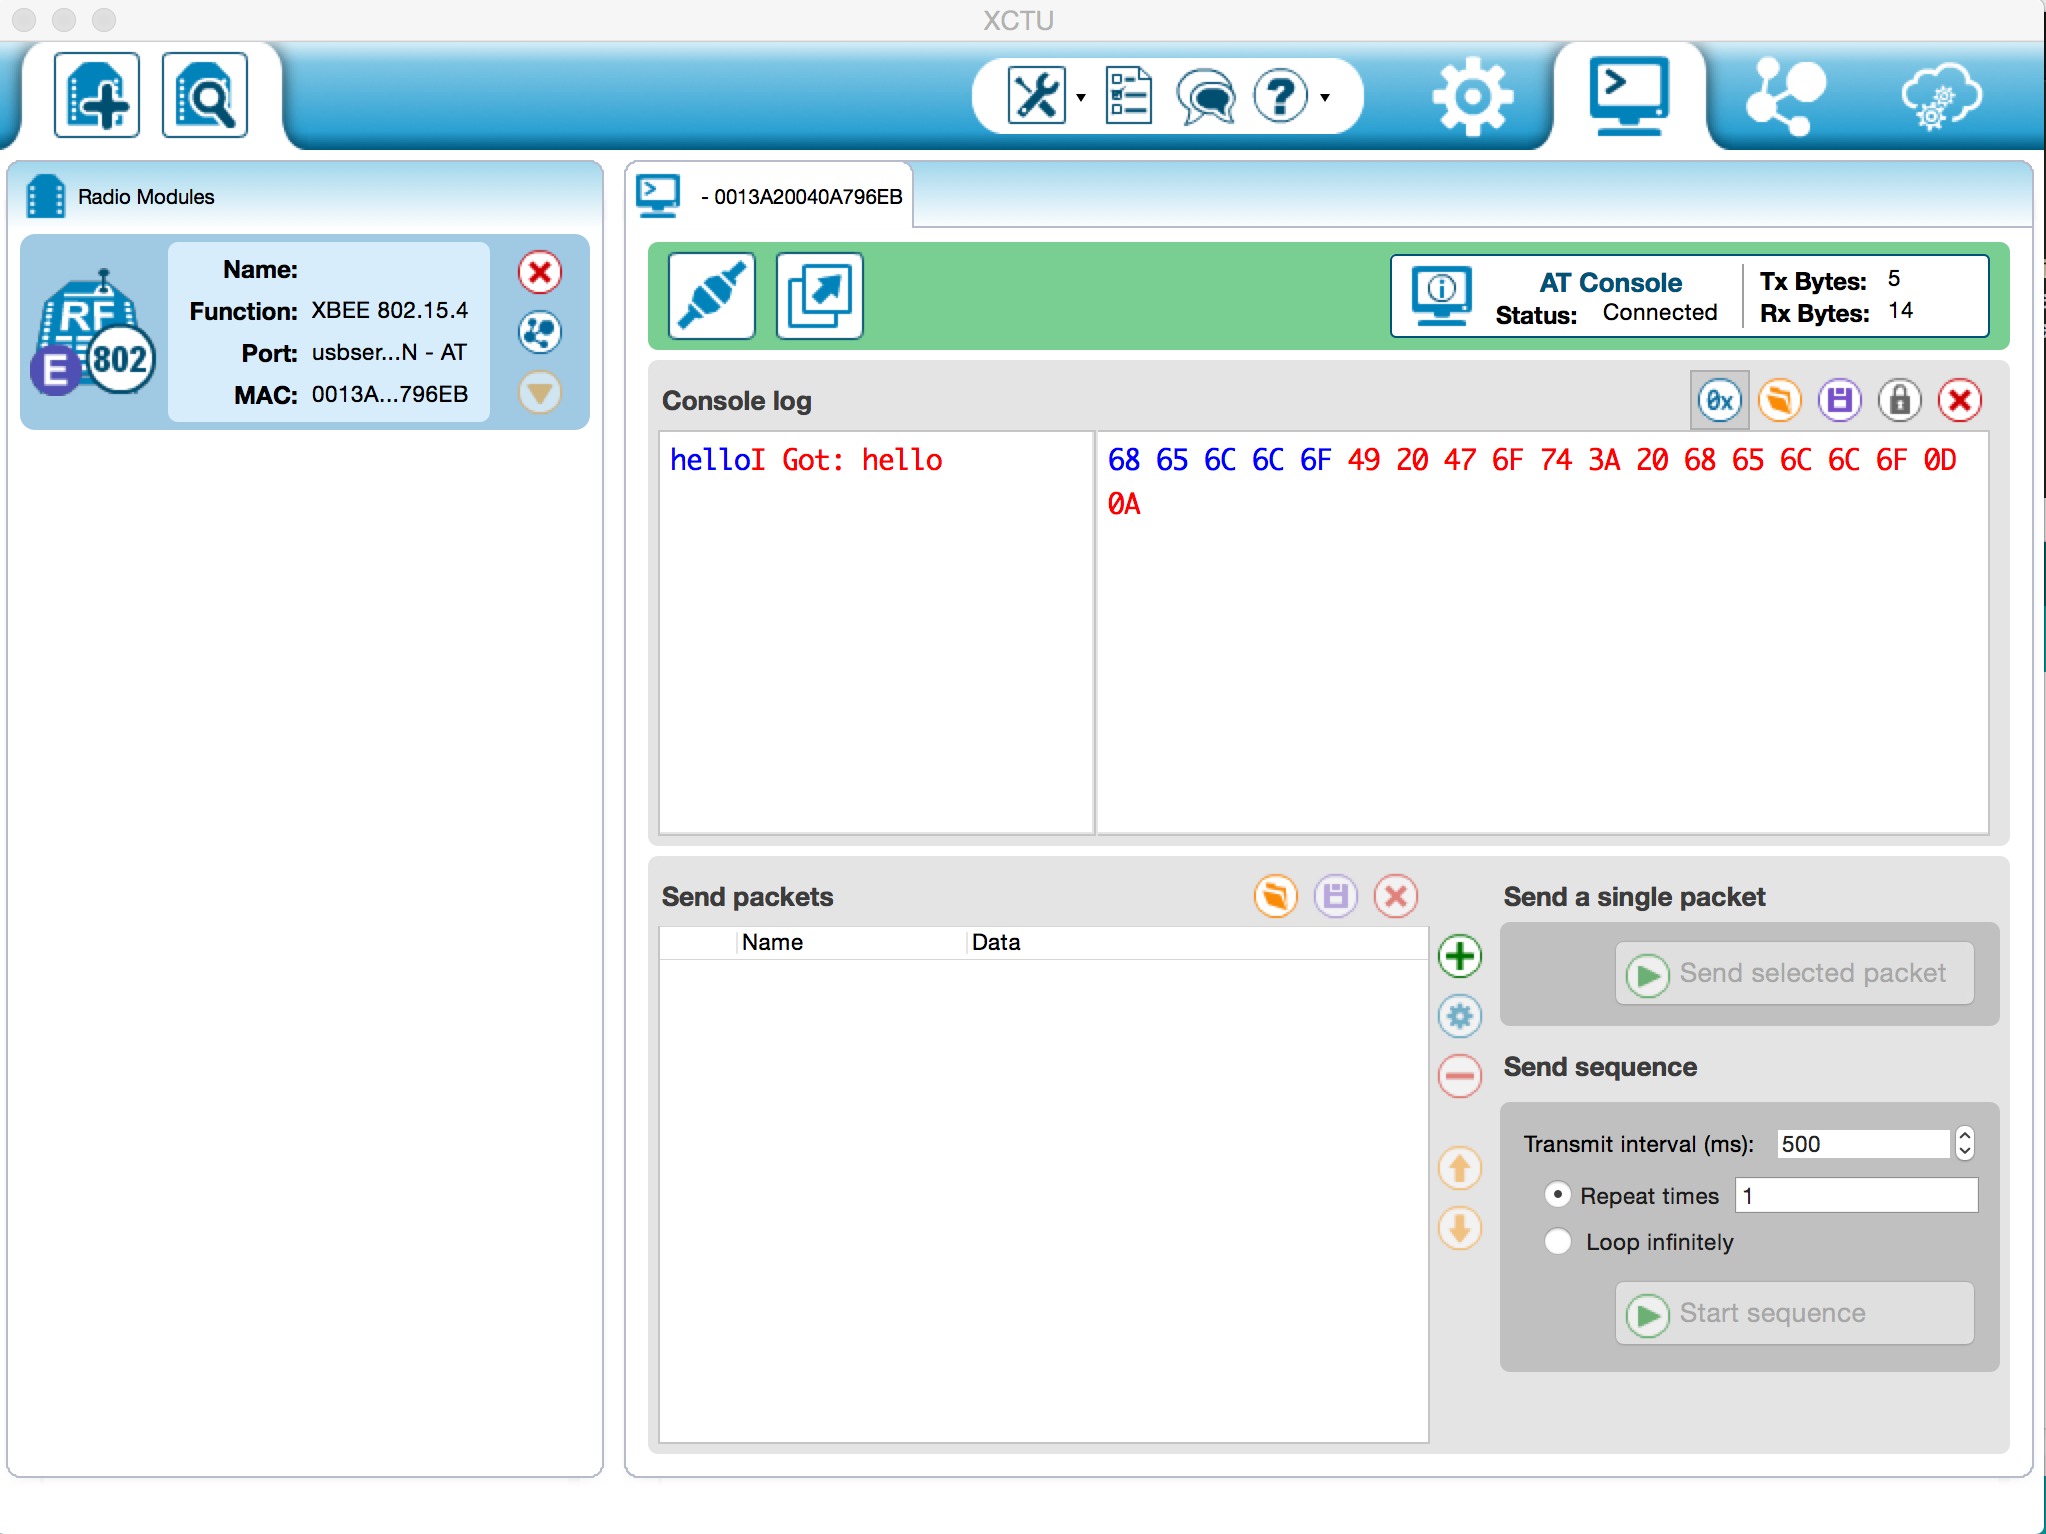 XCTU
Radio Modules
Name:
Function: XBEE 802.15.4
Port: usbser...N - AT
MAC: 0013A...796EB
RF
E
802
- 0013A20040A796EB
AT Console
Status: Connected
Tx Bytes: 5
Rx Bytes: 14
Console log
0x
helloI Got: hello
68 65 6C 6C 6F 49 20 47 6F 74 3A 20 68 65 6C 6C 6F 0D
0A
Send packets
Name Data
Send a single packet
Send selected packet
Send sequence
Transmit interval (ms): 500
Repeat times 1
Loop infinitely
Start sequence